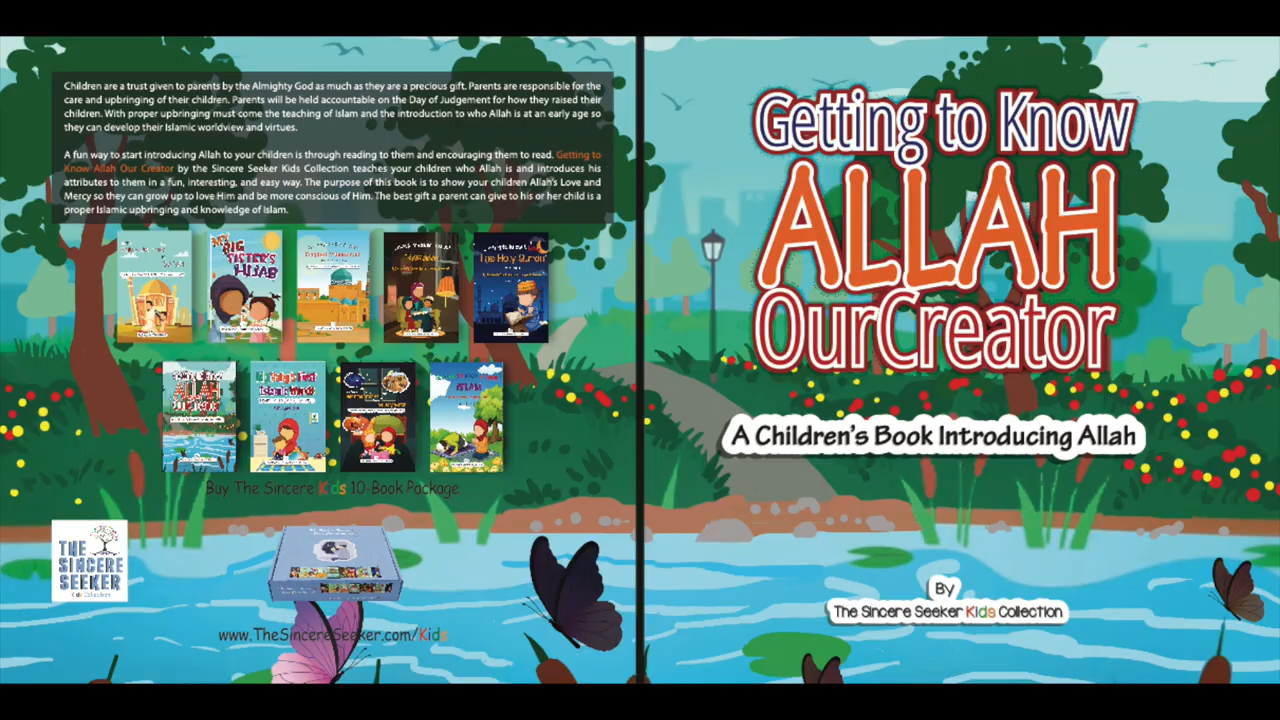 Children are a trust given to parents by the Almighty God as much as they are a precious gift. Parents are responsible for the
care and upbringing of their children. Parents will be held accountable on the Day of Judgement for how they raised their
children. With proper upbringing must come the teaching of Islam and the introduction to who Allah is at an early age so
they can develop their Islamic worldview and virtues.
A fun way to start introducing Allah to your children is through reading to them and encouraging them to read. Getting to
Know Allah Our Creator by the Sincere Seeker Kids Collection teaches your children who Allah is and introduces his
attributes to them in a fun, interesting, and easy way. The purpose of this book is to show your children Allah's Love and
Mercy so they can grow up to love Him and be more conscious of Him. The best gift a parent can give to his or her child is a
proper Islamic upbringing and knowledge of Islam.
MY
BIG
SISTER'S
HIJAB
The Holy Quran
ALLAH
ISLAM
Buy The Sincere Kids 10-Book Package
THE
SINCERE
SEEKER
Kids Collection
www.TheSincereSeeker.com/Kids
Getting to Know
ALLAH
Our Creator
A Children's Book Introducing Allah
By
The Sincere Seeker Kids Collection